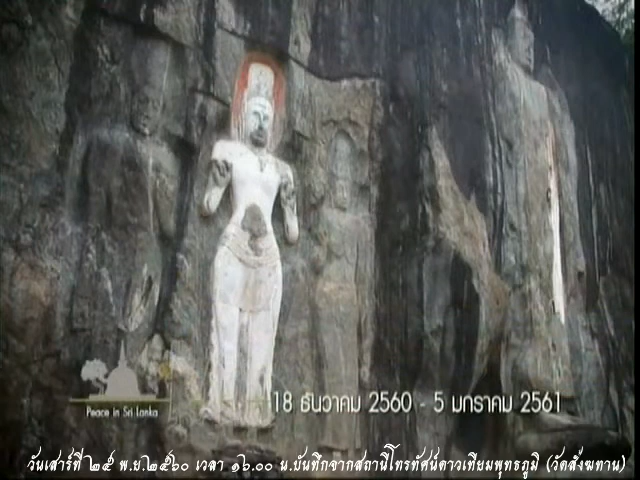 18 ธันวาคม 2560 - 5 มกราคม 2561
Peace in Sri Lanka
วันเสาร์ที่ ๒๕ พ.ย.๒๕๖๐ เวลา ๑๖.๐๐ น.บันทึกจากสถานีโทรทัศน์ดาวเทียมพุทธภูมิ (วัดสังฆทาน)